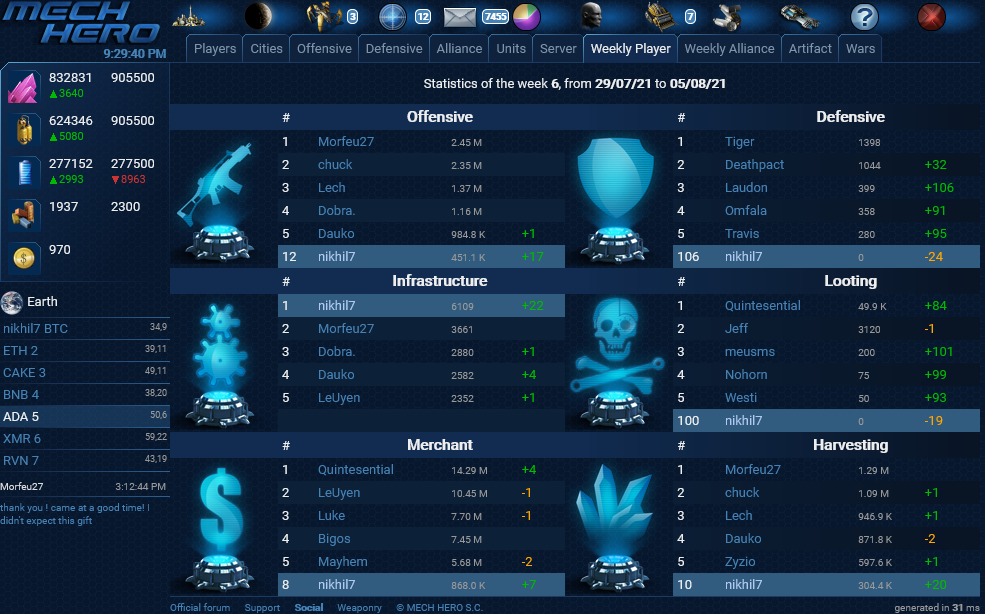 MECH HERO
9:29:40 PM
3 12 7455 7 ?
Players Cities Offensive Defensive Alliance Units Server Weekly Player Weekly Alliance Artifact Wars
832831 905500
▲3640
624346 905500
▲5080
277152 277500
▲2993 ▼8963
1937 2300
970
Earth
nikhil7 BTC 34,9
ETH 2 39,11
CAKE 3 49,11
BNB 4 38,20
ADA 5 50,6
XMR 6 59,22
RVN 7 43,19
Morfeu27 3:12:44 PM
thank you ! came at a good time! I
didn't expect this gift
Statistics of the week 6, from 29/07/21 to 05/08/21
# Offensive
1 Morfeu27 2.45 M
2 chuck 2.35 M
3 Lech 1.37 M
4 Dobra. 1.16 M
5 Dauko 984.8 K +1
12 nikhil7 451.1 K +17
# Defensive
1 Tiger 1398
2 Deathpact 1044 +32
3 Laudon 399 +106
4 Omfala 358 +91
5 Travis 280 +95
106 nikhil7 0 -24
# Infrastructure
1 nikhil7 6109 +22
2 Morfeu27 3661
3 Dobra. 2880 +1
4 Dauko 2582 +4
5 LeUyen 2352 +1
# Looting
1 Quintesential 49.9 K +84
2 Jeff 3120 -1
3 meusms 200 +101
4 Nohorn 75 +99
5 Westi 50 +93
100 nikhil7 0 -19
# Merchant
1 Quintesential 14.29 M +4
2 LeUyen 10.45 M -1
3 Luke 7.70 M -1
4 Bigos 7.45 M
5 Mayhem 5.68 M -2
8 nikhil7 868.0 K +7
# Harvesting
1 Morfeu27 1.29 M
2 chuck 1.09 M +1
3 Lech 946.9 K +1
4 Dauko 871.8 K -2
5 Zyzio 597.6 K +1
10 nikhil7 304.4 K +20
Official forum Support Social Weaponry © MECH HERO S.C. generated in 31 ms